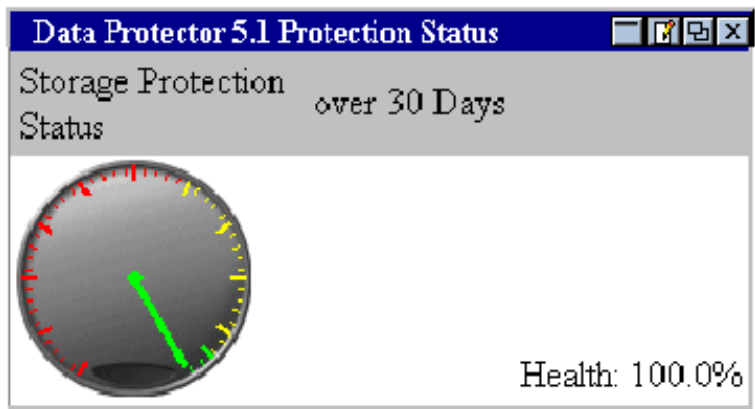 Data Protector 5.1 Protection Status
Storage Protection
Status
over 30 Days
Health: 100.0%